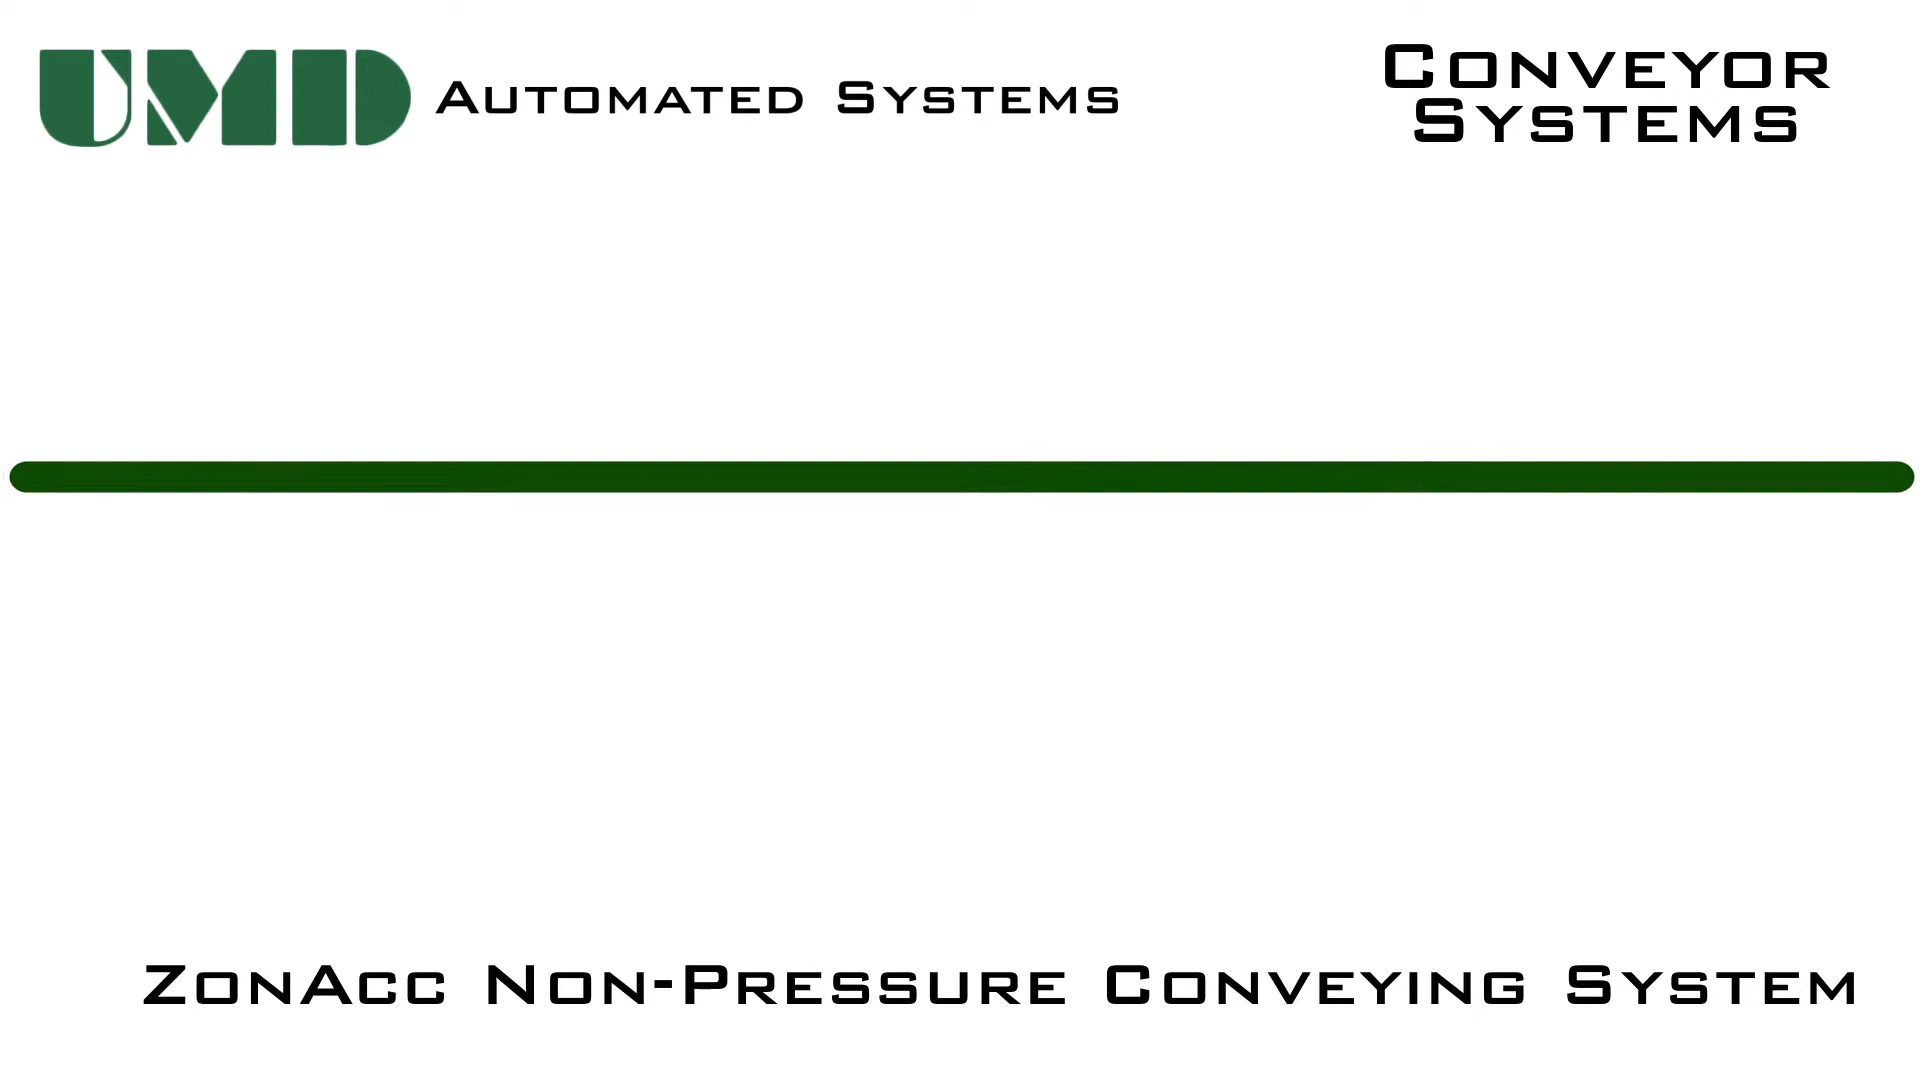 UMD Automated Systems
Conveyor
Systems
ZonAcc Non-Pressure Conveying System